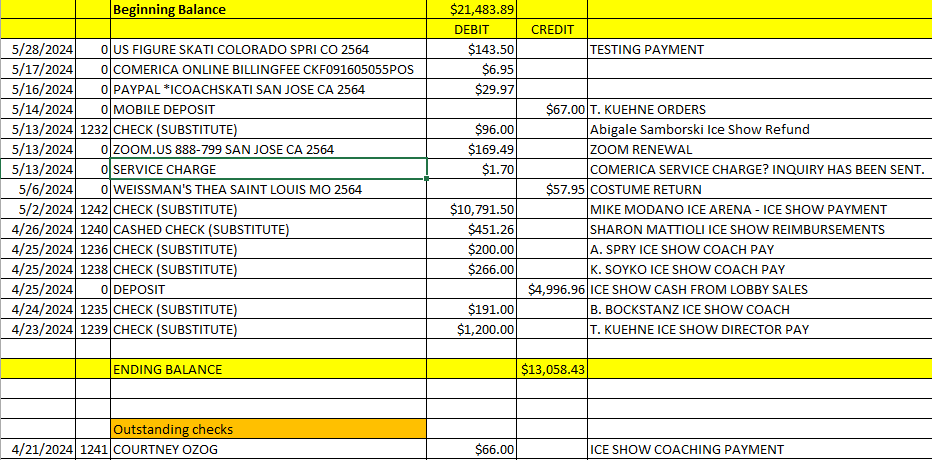 Beginning Balance $21,483.89
DEBIT CREDIT
5/28/2024 0 US FIGURE SKATI COLORADO SPRI CO 2564 $143.50 TESTING PAYMENT
5/17/2024 0 COMERICA ONLINE BILLINGFEE CKF091605055POS $6.95
5/16/2024 0 PAYPAL *ICOACHSKATI SAN JOSE CA 2564 $29.97
5/14/2024 0 MOBILE DEPOSIT $67.00 T. KUEHNE ORDERS
5/13/2024 1232 CHECK (SUBSTITUTE) $96.00 Abigale Samborski Ice Show Refund
5/13/2024 0 ZOOM.US 888-799 SAN JOSE CA 2564 $169.49 ZOOM RENEWAL
5/13/2024 0 SERVICE CHARGE $1.70 COMERICA SERVICE CHARGE? INQUIRY HAS BEEN SENT.
5/6/2024 0 WEISSMAN'S THEA SAINT LOUIS MO 2564 $57.95 COSTUME RETURN
5/2/2024 1242 CHECK (SUBSTITUTE) $10,791.50 MIKE MODANO ICE ARENA - ICE SHOW PAYMENT
4/26/2024 1240 CASHED CHECK (SUBSTITUTE) $451.26 SHARON MATTIOLI ICE SHOW REIMBURSEMENTS
4/25/2024 1236 CHECK (SUBSTITUTE) $200.00 A. SPRY ICE SHOW COACH PAY
4/25/2024 1238 CHECK (SUBSTITUTE) $266.00 K. SOYKO ICE SHOW COACH PAY
4/25/2024 0 DEPOSIT $4,996.96 ICE SHOW CASH FROM LOBBY SALES
4/24/2024 1235 CHECK (SUBSTITUTE) $191.00 B. BOCKSTANZ ICE SHOW COACH
4/23/2024 1239 CHECK (SUBSTITUTE) $1,200.00 T. KUEHNE ICE SHOW DIRECTOR PAY
ENDING BALANCE $13,058.43
Outstanding checks
4/21/2024 1241 COURTNEY OZOG $66.00 ICE SHOW COACHING PAYMENT